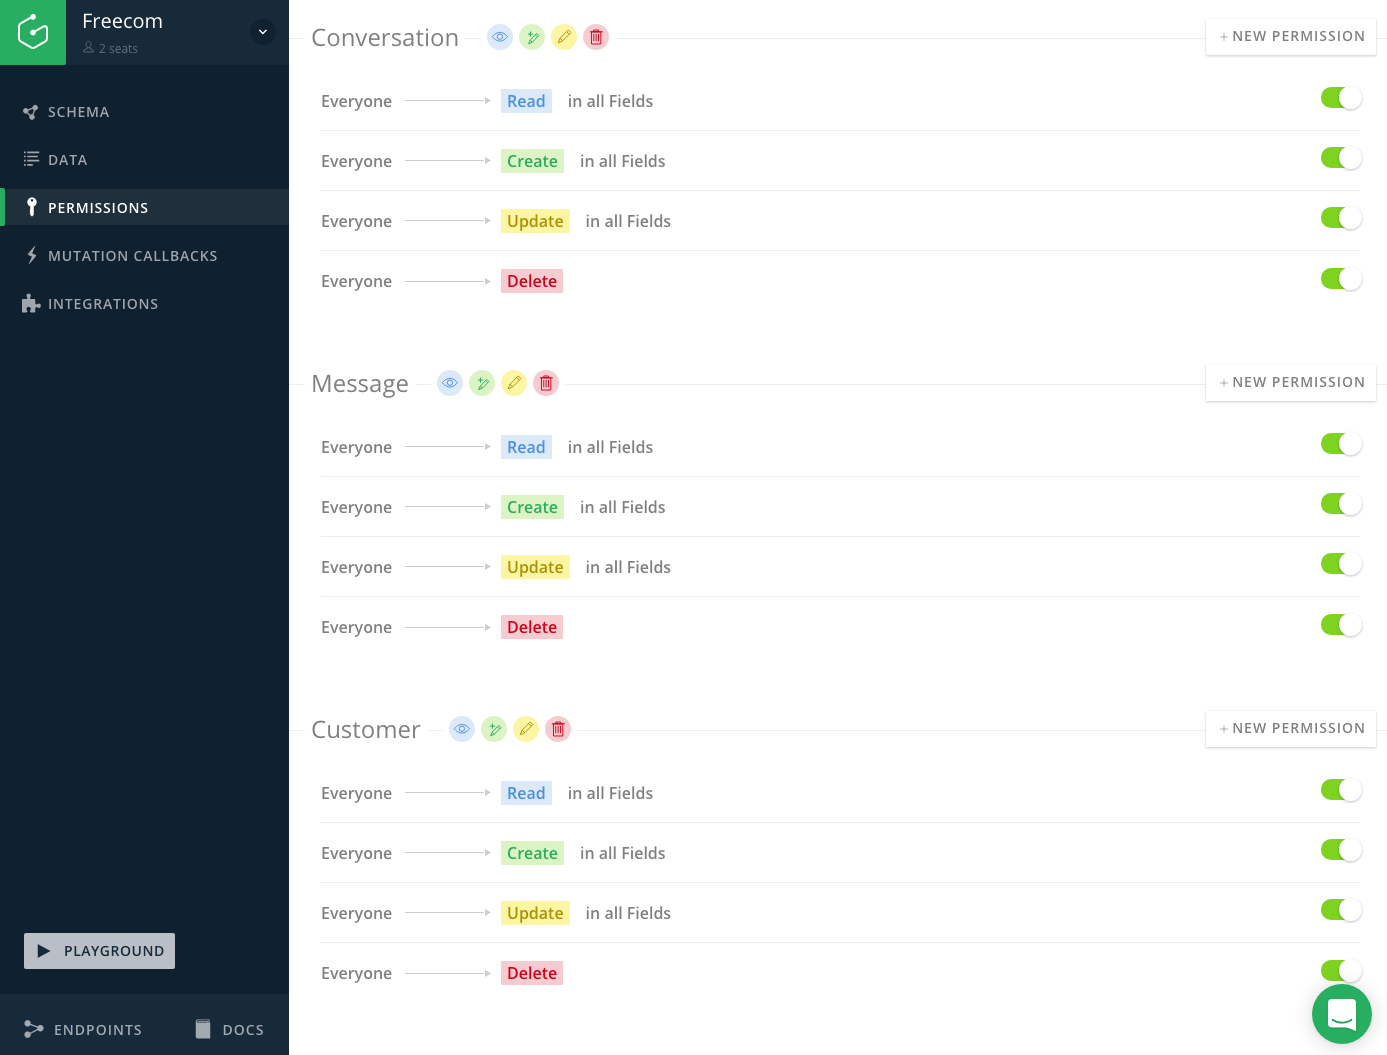 Freecom
2 seats
SCHEMA
DATA
PERMISSIONS
MUTATION CALLBACKS
INTEGRATIONS
PLAYGROUND
ENDPOINTS
DOCS
Conversation
+ NEW PERMISSION
Everyone Read in all Fields
Everyone Create in all Fields
Everyone Update in all Fields
Everyone Delete
Message
+ NEW PERMISSION
Everyone Read in all Fields
Everyone Create in all Fields
Everyone Update in all Fields
Everyone Delete
Customer
+ NEW PERMISSION
Everyone Read in all Fields
Everyone Create in all Fields
Everyone Update in all Fields
Everyone Delete